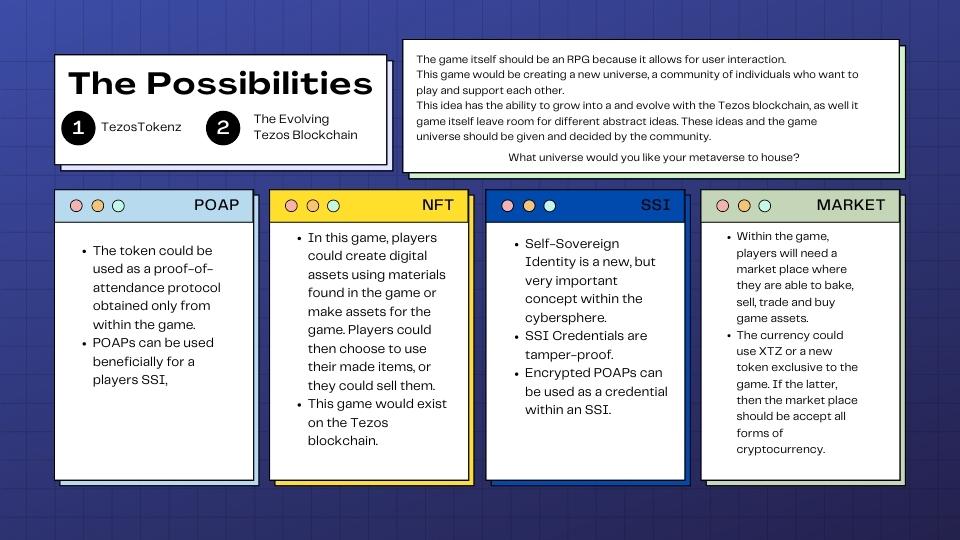 The Possibilities
1 TezosTokenz
2 The Evolving
Tezos Blockchain
The game itself should be an RPG because it allows for user interaction.
This game would be creating a new universe, a community of individuals who want to
play and support each other.
This idea has the ability to grow into a and evolve with the Tezos blockchain, as well it
game itself leave room for different abstract ideas. These ideas and the game
universe should be given and decided by the community.
What universe would you like your metaverse to house?
POAP
• The token could be
used as a proof-of-
attendance protocol
obtained only from
within the game.
• POAPs can be used
beneficially for a
players SSI,
NFT
• In this game, players
could create digital
assets using materials
found in the game or
make assets for the
game. Players could
then choose to use
their made items, or
they could sell them.
• This game would exist
on the Tezos
blockchain.
SSI
• Self-Sovereign
Identity is a new, but
very important
concept within the
cybersphere.
• SSI Credentials are
tamper-proof.
• Encrypted POAPs can
be used as a credential
within an SSI.
MARKET
• Within the game,
players will need a
market place where
they are able to bake,
sell, trade and buy
game assets.
• The currency could
use XTZ or a new
token exclusive to the
game. If the latter,
then the market place
should be accept all
forms of
cryptocurrency.